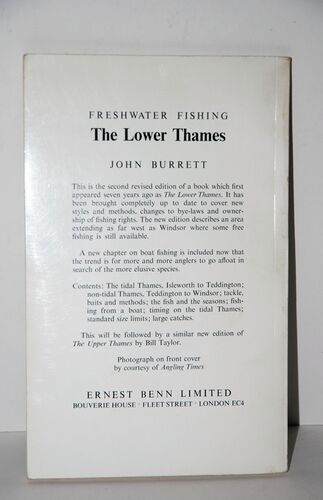 FRESHWATER FISHING
The Lower Thames
JOHN BURRETT
This is the second revised edition of a book which first
appeared seven years ago as The Lower Thames. It has
been brought completely up to date to cover new
styles and methods, changes to bye-laws and owner-
ship of fishing rights. The new edition describes an area
extending as far west as Windsor where some free
fishing is still available.
A new chapter on boat fishing is included now that
the trend is for more and more anglers to go afloat in
search of the more elusive species.
Contents: The tidal Thames, Isleworth to Teddington;
non-tidal Thames, Teddington to Windsor; tackle,
baits and methods; the fish and the seasons; fish-
ing from a boat; timing on the tidal Thames;
standard size limits; large catches.
This will be followed by a similar new edition of
The Upper Thames by Bill Taylor.
Photograph on front cover
by courtesy of Angling Times
ERNEST BENN LIMITED
BOUVERIE HOUSE · FLEET STREET · LONDON EC4